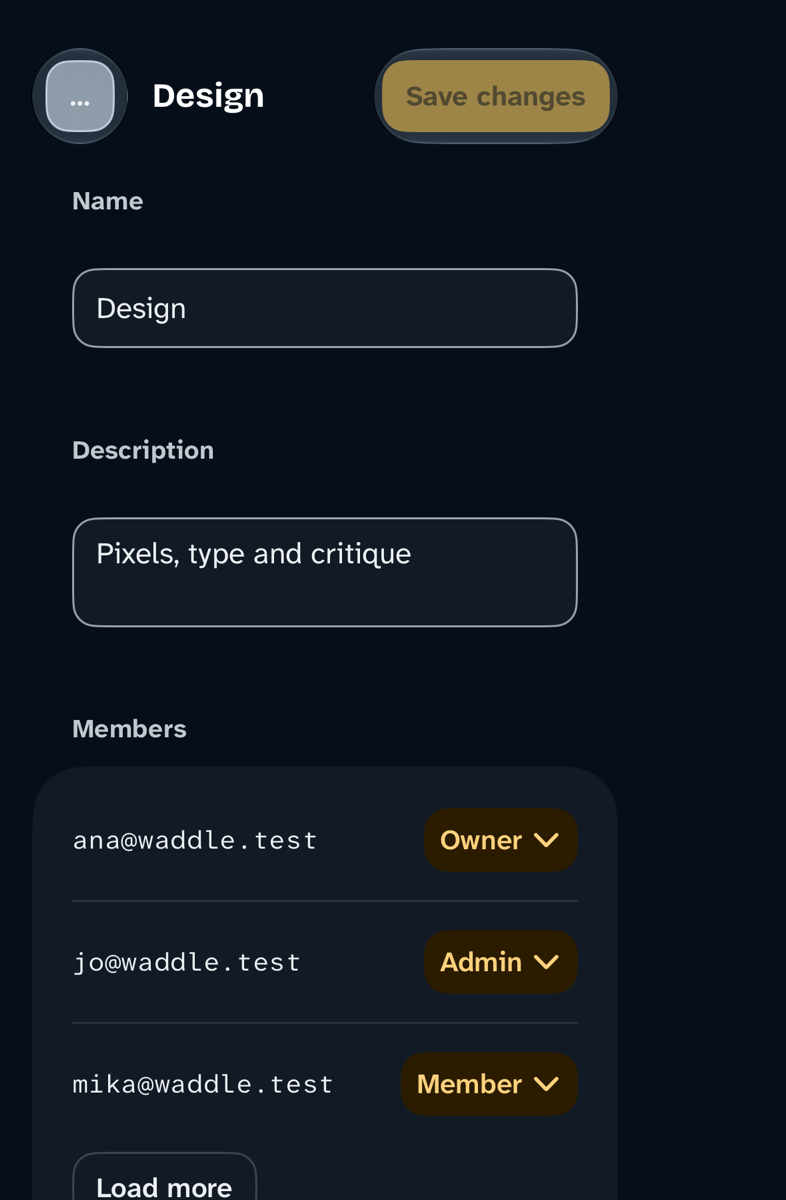 ... Design Save changes
Name
Design
Description
Pixels, type and critique
Members
ana@waddle.test Owner
jo@waddle.test Admin
mika@waddle.test Member
Load more